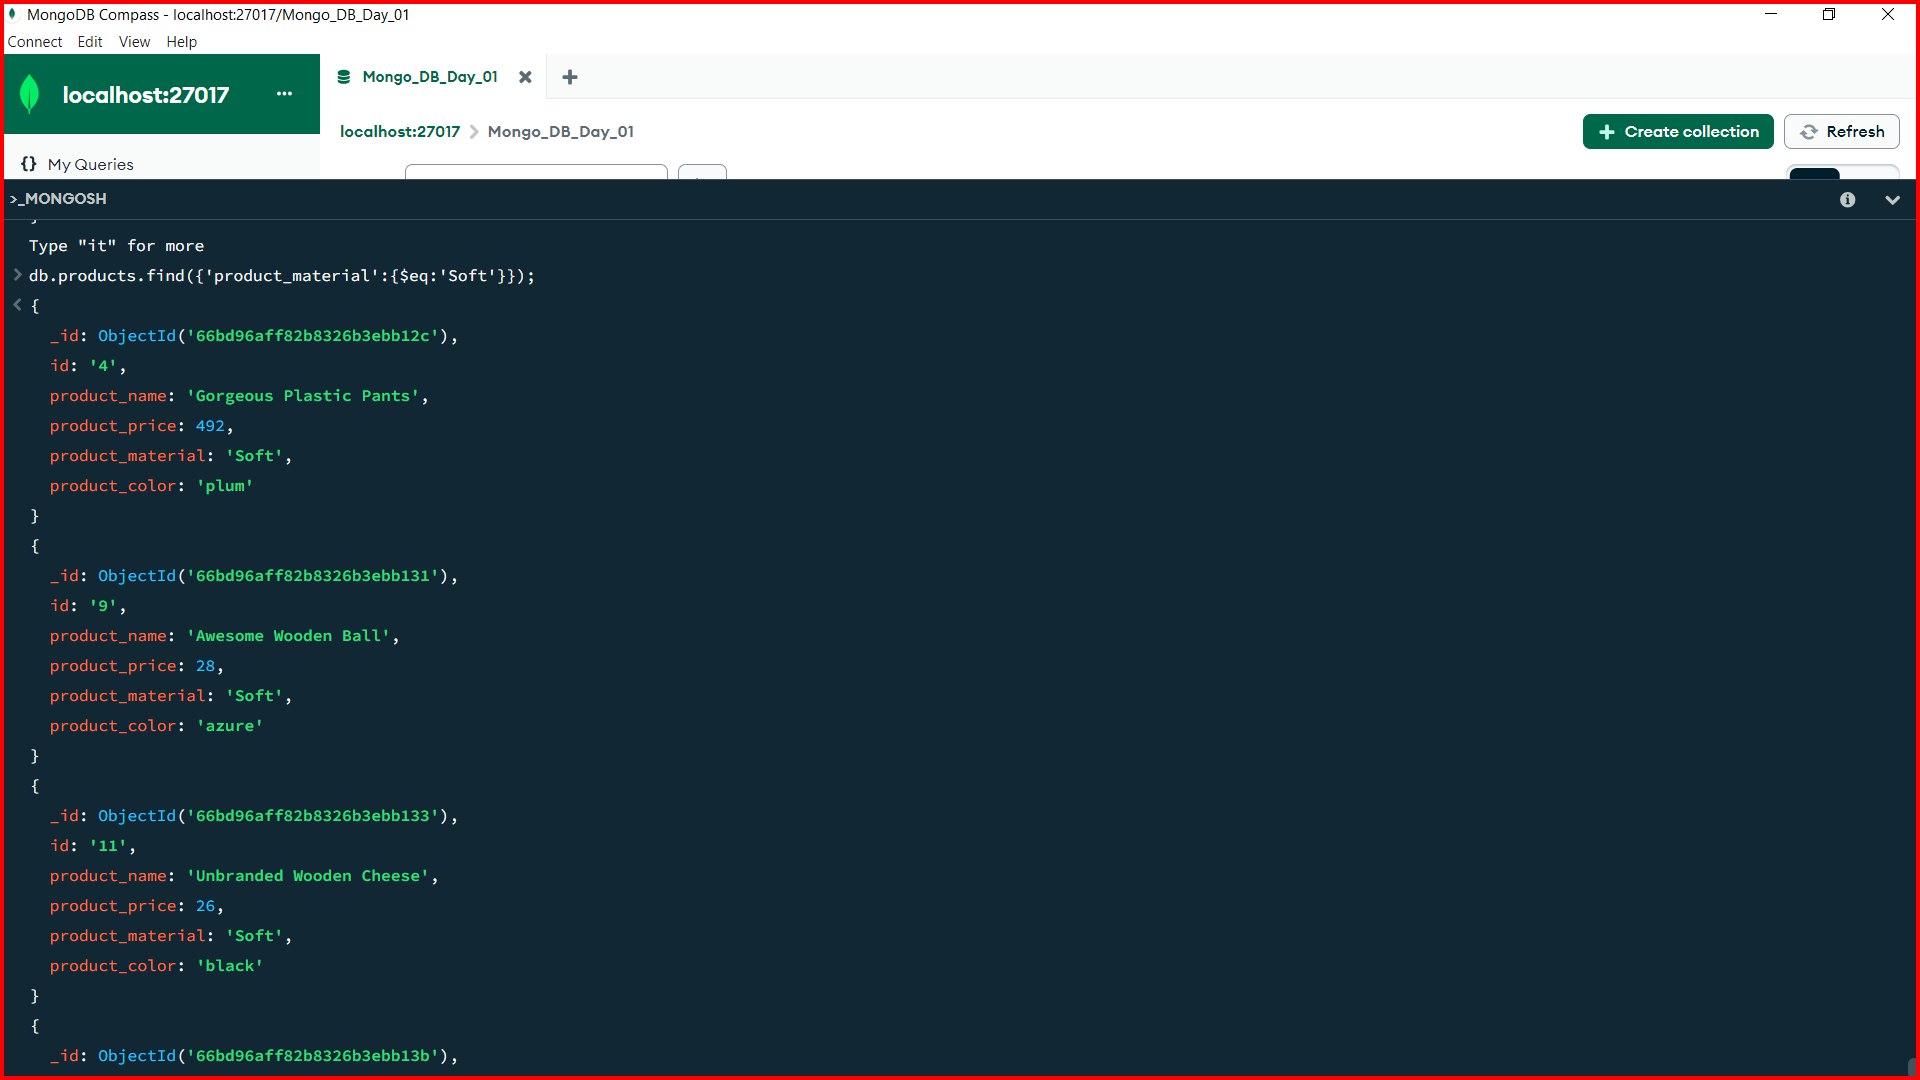 MongoDB Compass - localhost:27017/Mongo_DB_Day_01
Connect Edit View Help
localhost:27017 ...
Mongo_DB_Day_01
localhost:27017 > Mongo_DB_Day_01
+ Create collection
Refresh
{} My Queries
>_MONGOSH
}
Type "it" for more
> db.products.find({'product_material':{$eq:'Soft'}});
< {
_id: ObjectId('66bd96aff82b8326b3ebb12c'),
id: '4',
product_name: 'Gorgeous Plastic Pants',
product_price: 492,
product_material: 'Soft',
product_color: 'plum'
}
{
_id: ObjectId('66bd96aff82b8326b3ebb131'),
id: '9',
product_name: 'Awesome Wooden Ball',
product_price: 28,
product_material: 'Soft',
product_color: 'azure'
}
{
_id: ObjectId('66bd96aff82b8326b3ebb133'),
id: '11',
product_name: 'Unbranded Wooden Cheese',
product_price: 26,
product_material: 'Soft',
product_color: 'black'
}
{
_id: ObjectId('66bd96aff82b8326b3ebb13b'),